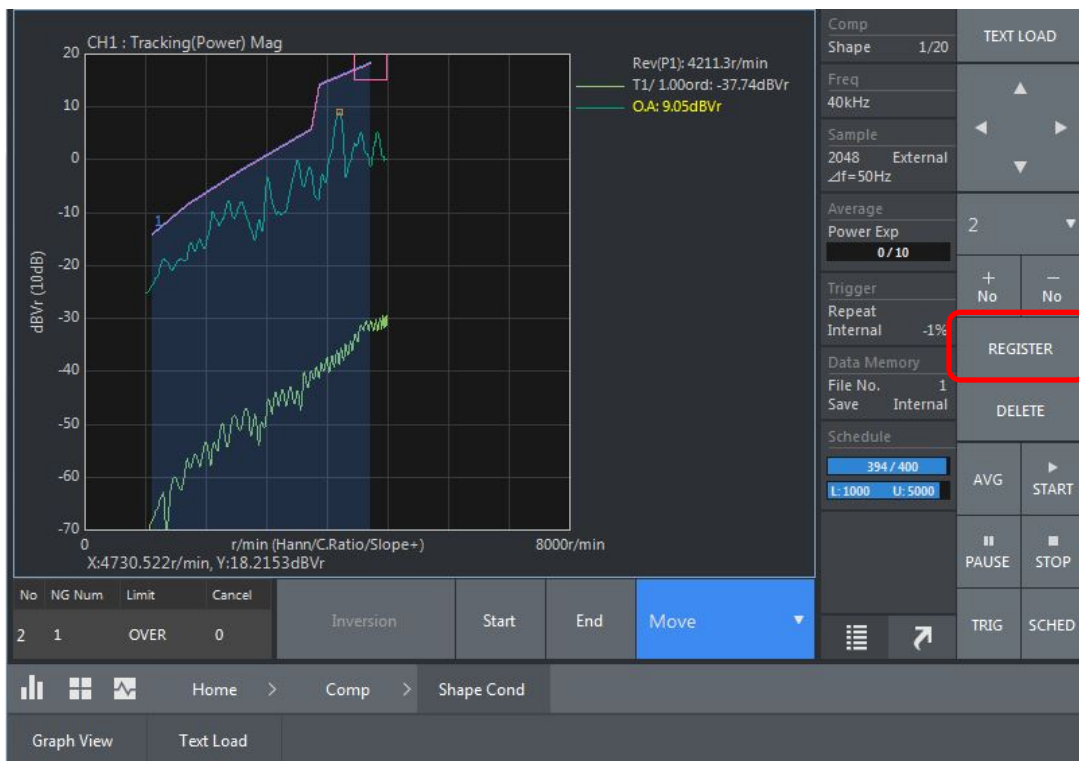 CH1 : Tracking(Power) Mag
20
10
0
-10
-20
-30
-40
-50
-60
-70
dBVr (10dB)
1
0
r/min (Hann/C.Ratio/Slope+)
8000r/min
X:4730.522r/min, Y:18.2153dBVr
Rev(P1): 4211.3r/min
T1/ 1.00ord: -37.74dBVr
O.A: 9.05dBVr
Comp
Shape 1/20
Freq
40kHz
Sample
2048 External
⊿f=50Hz
Average
Power Exp
0 / 10
Trigger
Repeat
Internal -1%
Data Memory
File No. 1
Save Internal
Schedule
394 / 400
L: 1000 U: 5000
TEXT LOAD
2
+ No
− No
REGISTER
DELETE
AVG
START
PAUSE
STOP
TRIG
SCHED
No NG Num Limit Cancel
2 1 OVER 0
Inversion
Start
End
Move
Home > Comp > Shape Cond
Graph View
Text Load